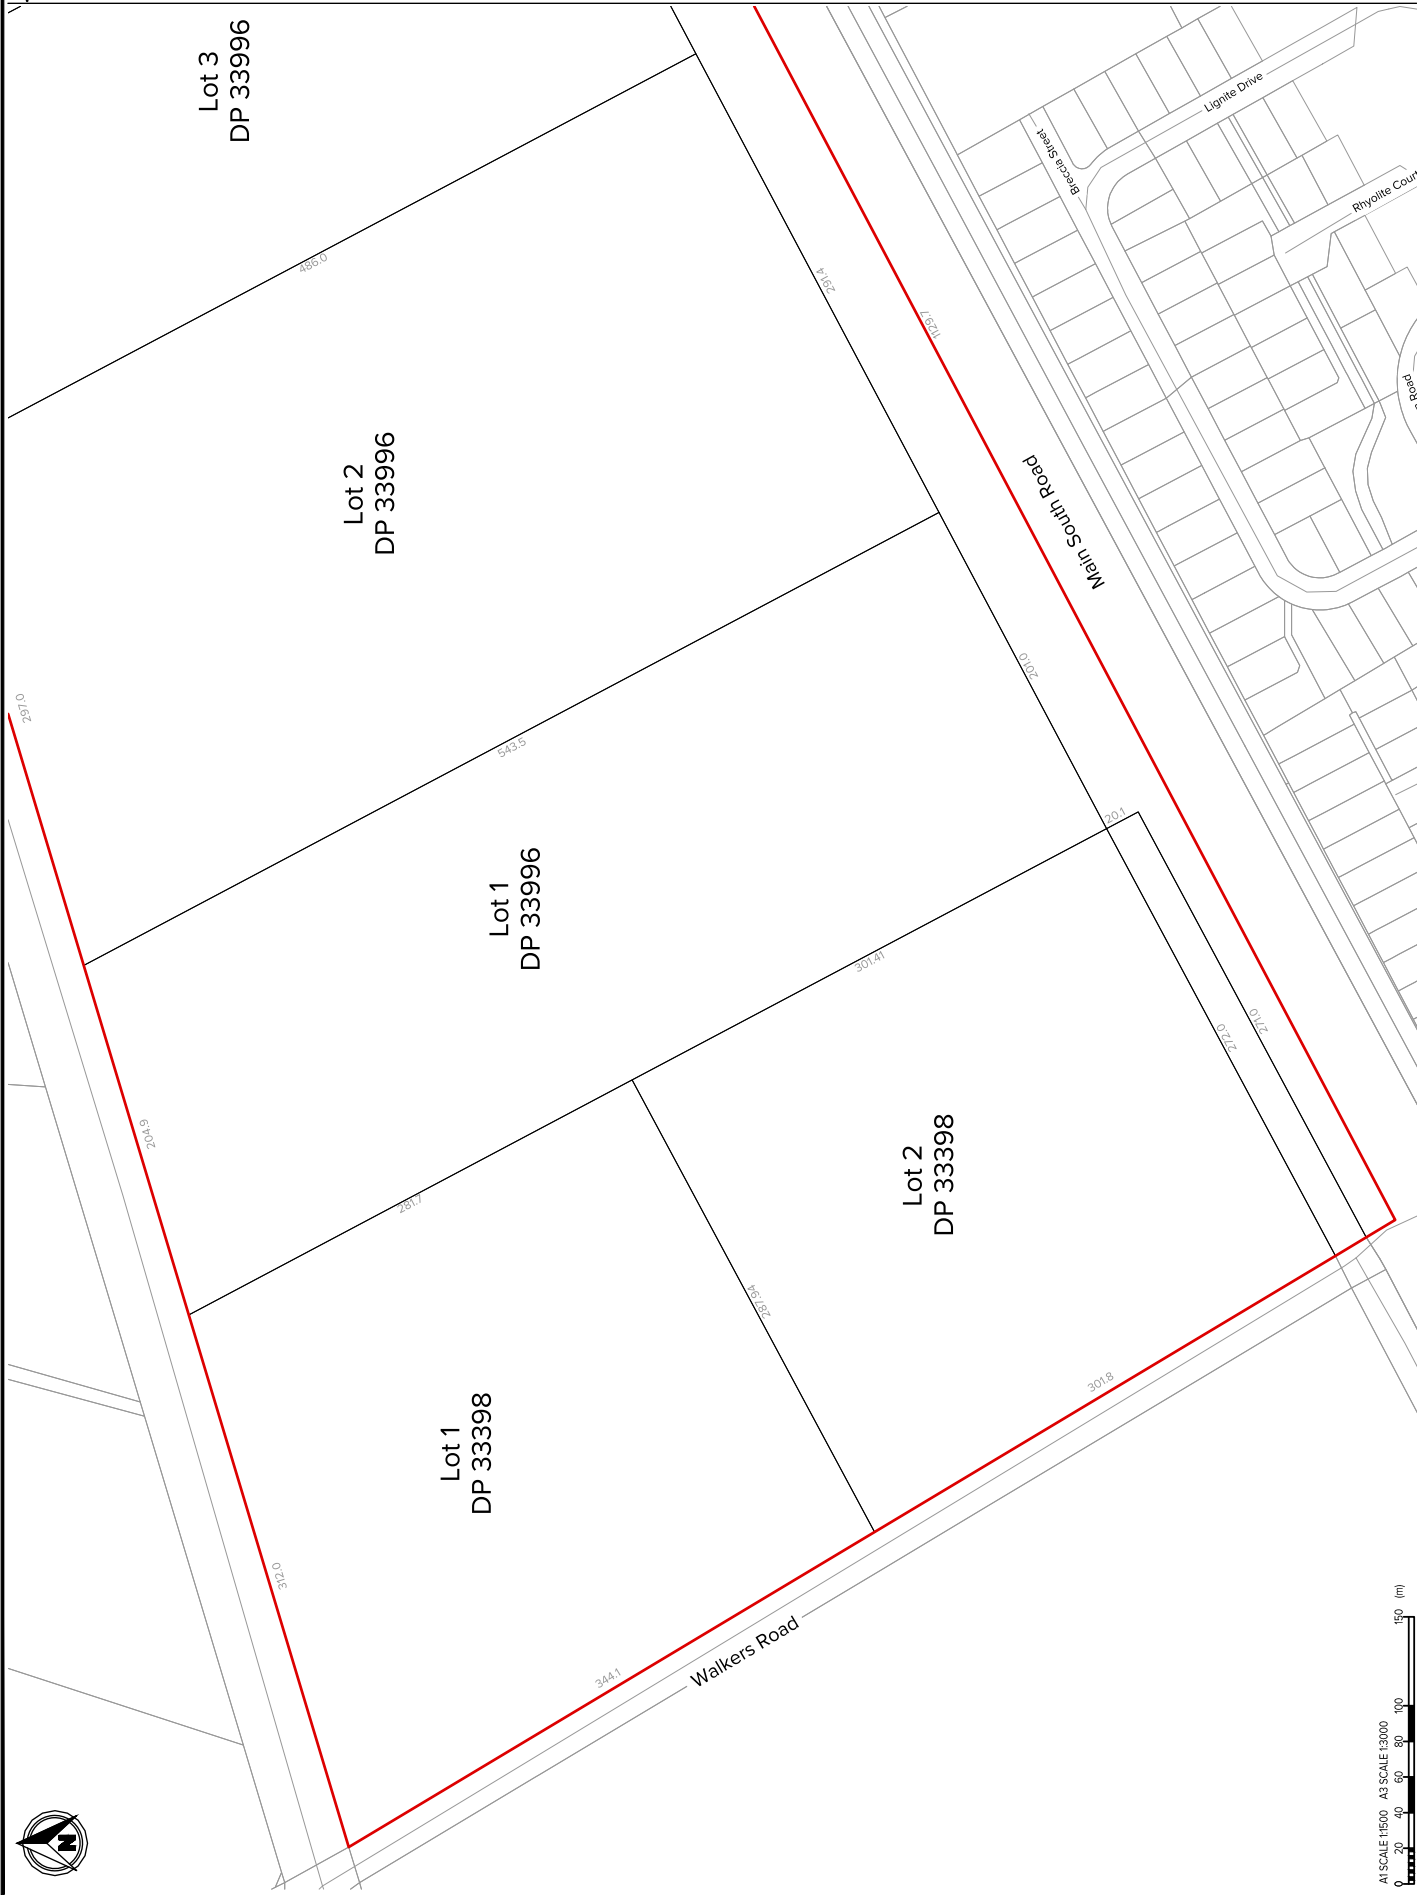 Lot 3
DP 33996
Lignite Drive
Breccia Street
Rhyolite Court
486.0
291.4
1129.7
Road
Lot 2
DP 33996
Main South Road
297.0
201.0
543.5
20.1
Lot 1
DP 33996
301.41
272.0
271.0
204.9
281.7
Lot 2
DP 33398
287.94
301.8
Lot 1
DP 33398
312.0
344.1
Walkers Road
N
A1 SCALE 1:1500 A3 SCALE 1:3000
0 20 40 60 80 100 150 (m)